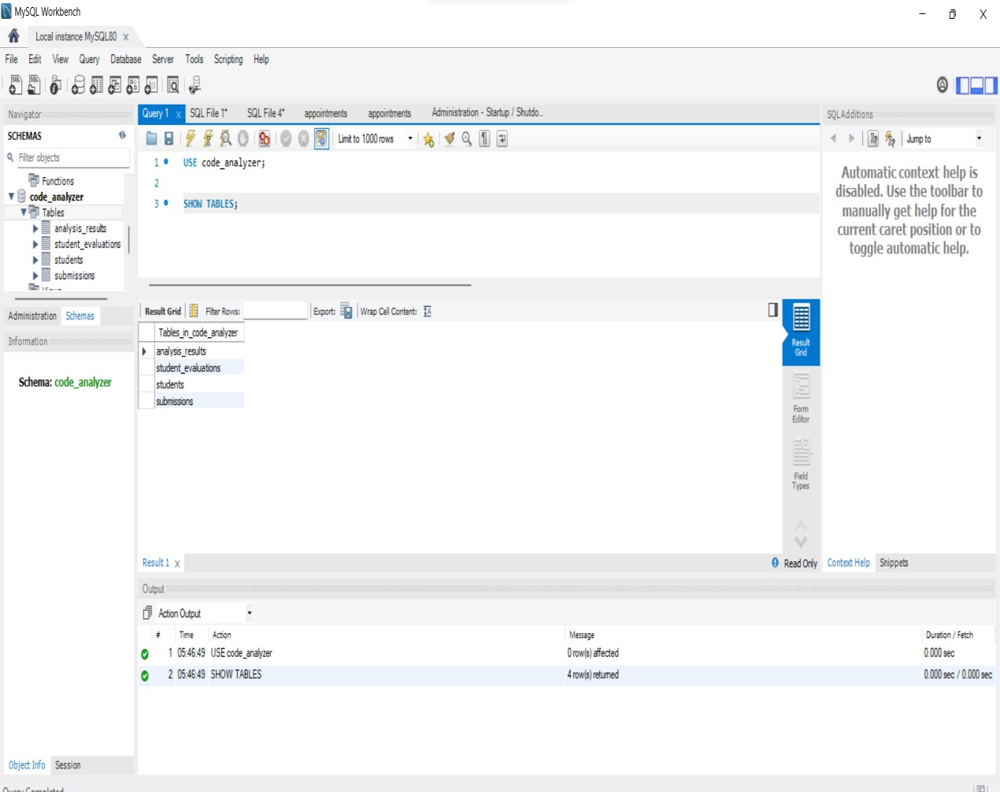 MySQL Workbench
Local instance MySQL80 x
File Edit View Query Database Server Tools Scripting Help
Navigator
SCHEMAS
Filter objects
Functions
code_analyzer
Tables
analysis_results
student_evaluations
students
submissions
Views
Administration Schemas
Information
Schema: code_analyzer
Object Info Session
Query 1 x SQL File 1* SQL File 4* appointments appointments Administration - Startup / Shutdo...
Limit to 1000 rows
1 USE code_analyzer;
2
3 SHOW TABLES;
Result Grid Filter Rows: Export: Wrap Cell Content:
Tables_in_code_analyzer
analysis_results
student_evaluations
students
submissions
Result
Grid
Form
Editor
Field
Types
Result 1 x Read Only
SQLAdditions
Jump to
Automatic context help is
disabled. Use the toolbar to
manually get help for the
current caret position or to
toggle automatic help.
Context Help Snippets
Output
Action Output
# Time Action Message Duration / Fetch
1 05:46:49 USE code_analyzer 0 row(s) affected 0.000 sec
2 05:46:49 SHOW TABLES 4 row(s) returned 0.000 sec / 0.000 sec
Query Completed